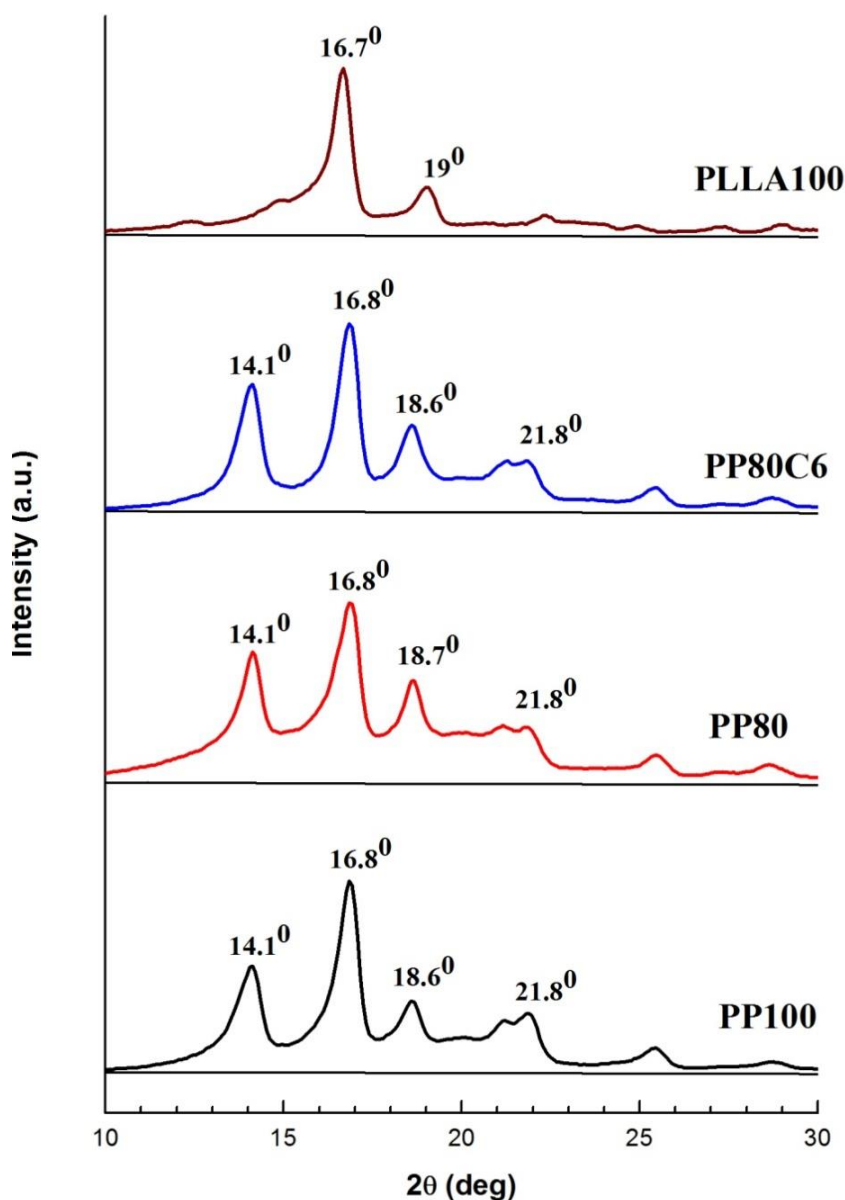 16.7⁰
19⁰
PLLA100
16.8⁰
14.1⁰
18.6⁰
21.8⁰
PP80C6
16.8⁰
14.1⁰
18.7⁰
21.8⁰
PP80
16.8⁰
14.1⁰
18.6⁰
21.8⁰
PP100
Intensity (a.u.)
10 15 20 25 30
2θ (deg)